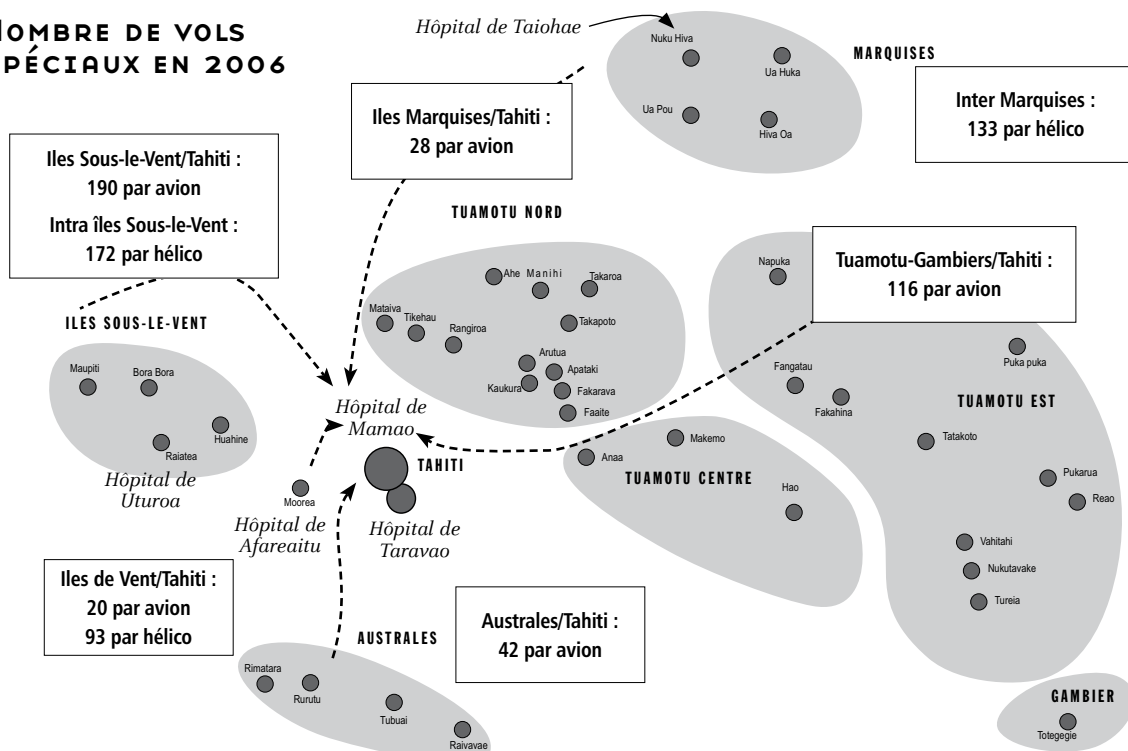 OMBRE DE VOLS
PÉCIAUX EN 2006
Hôpital de Taiohae
Nuku Hiva
Ua Huka
Ua Pou
Hiva Oa
MARQUISES
Inter Marquises :
133 par hélico
Iles Marquises/Tahiti :
28 par avion
Iles Sous-le-Vent/Tahiti :
190 par avion
Intra îles Sous-le-Vent :
172 par hélico
TUAMOTU NORD
Ahe
Manihi
Takaroa
Mataiva
Tikehau
Rangiroa
Takapoto
Arutua
Apataki
Kaukura
Fakarava
Faaite
Tuamotu-Gambiers/Tahiti :
116 par avion
Napuka
Puka puka
Fangatau
Fakahina
TUAMOTU EST
Tatakoto
Pukarua
Reao
Vahitahi
Nukutavake
Tureia
ILES SOUS-LE-VENT
Maupiti
Bora Bora
Huahine
Raiatea
Hôpital de
Uturoa
Hôpital de
Mamao
TAHITI
Moorea
Hôpital de
Afareaitu
Hôpital de
Taravao
Anaa
Makemo
TUAMOTU CENTRE
Hao
Iles de Vent/Tahiti :
20 par avion
93 par hélico
AUSTRALES
Australes/Tahiti :
42 par avion
Rimatara
Rurutu
Tubuai
Raivavae
GAMBIER
Totegegie